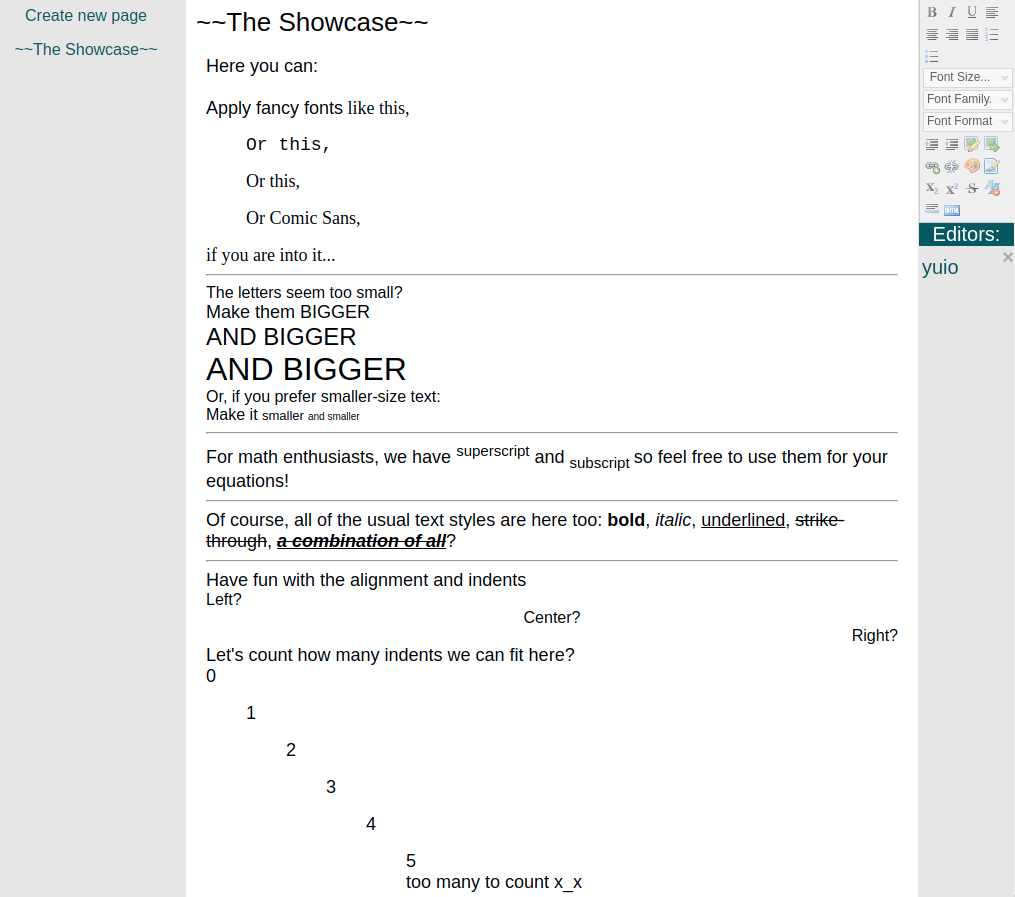 Create new page
~~The Showcase~~
~~The Showcase~~
Here you can:
Apply fancy fonts like this,
Or this,
Or this,
Or Comic Sans,
if you are into it...
The letters seem too small?
Make them BIGGER
AND BIGGER
AND BIGGER
Or, if you prefer smaller-size text:
Make it smaller and smaller
For math enthusiasts, we have superscript and subscript so feel free to use them for your
equations!
Of course, all of the usual text styles are here too: bold, italic, underlined, strike-
through, a combination of all?
Have fun with the alignment and indents
Left?
Center?
Right?
Let's count how many indents we can fit here?
0
1
2
3
4
5
too many to count x_x
B I U
Font Size...
Font Family.
Font Format
X2 X2 S
Editors:
yuio